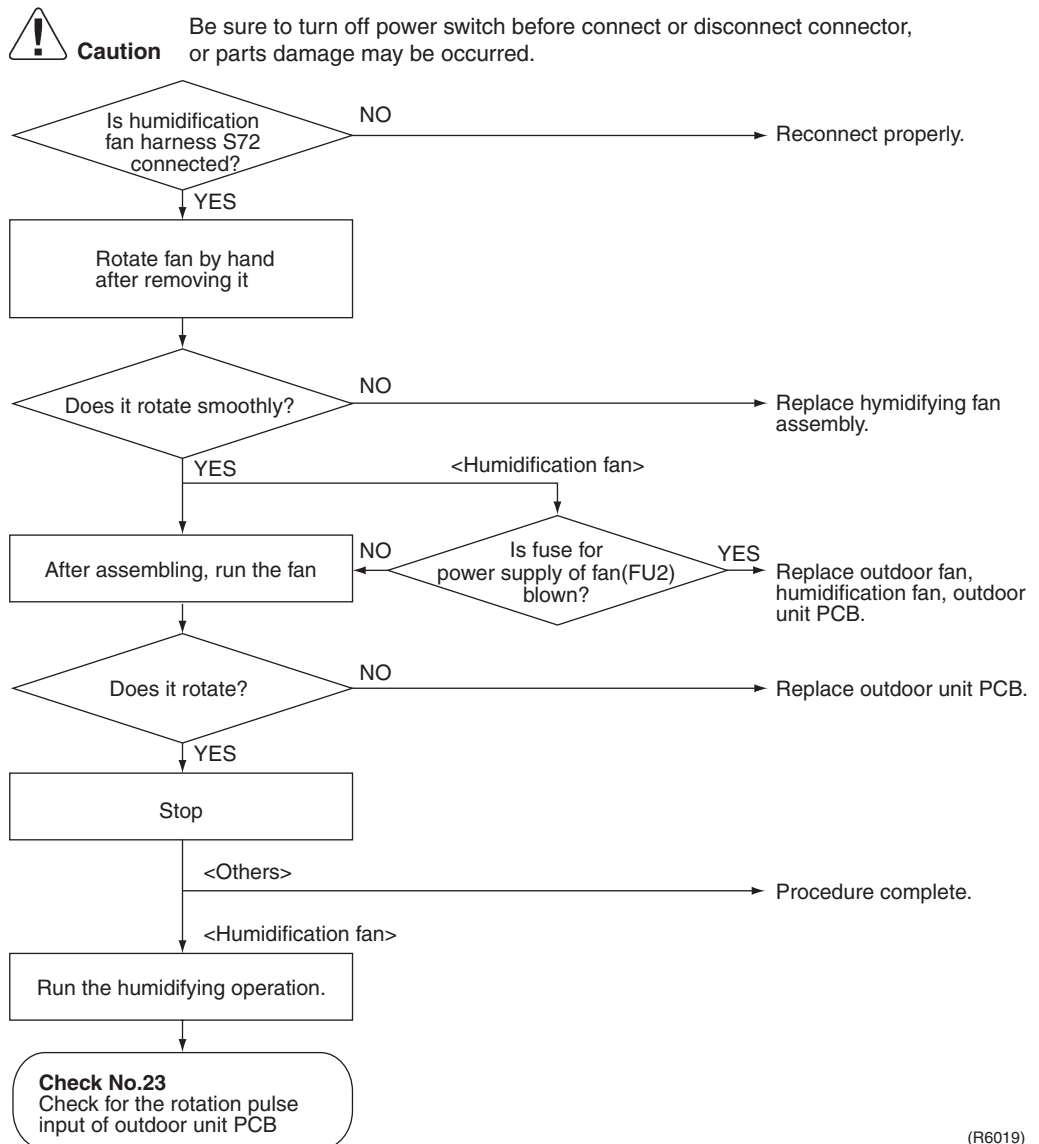 Be sure to turn off power switch before connect or disconnect connector,
Caution or parts damage may be occurred.
Is humidification
fan harness S72
connected?
NO
Reconnect properly.
YES
Rotate fan by hand
after removing it
Does it rotate smoothly?
NO
Replace hymidifying fan
assembly.
YES
<Humidification fan>
After assembling, run the fan
NO
Is fuse for
power supply of fan(FU2)
blown?
YES
Replace outdoor fan,
humidification fan, outdoor
unit PCB.
Does it rotate?
NO
Replace outdoor unit PCB.
YES
Stop
<Others>
Procedure complete.
<Humidification fan>
Run the humidifying operation.
Check No.23
Check for the rotation pulse
input of outdoor unit PCB
(R6019)